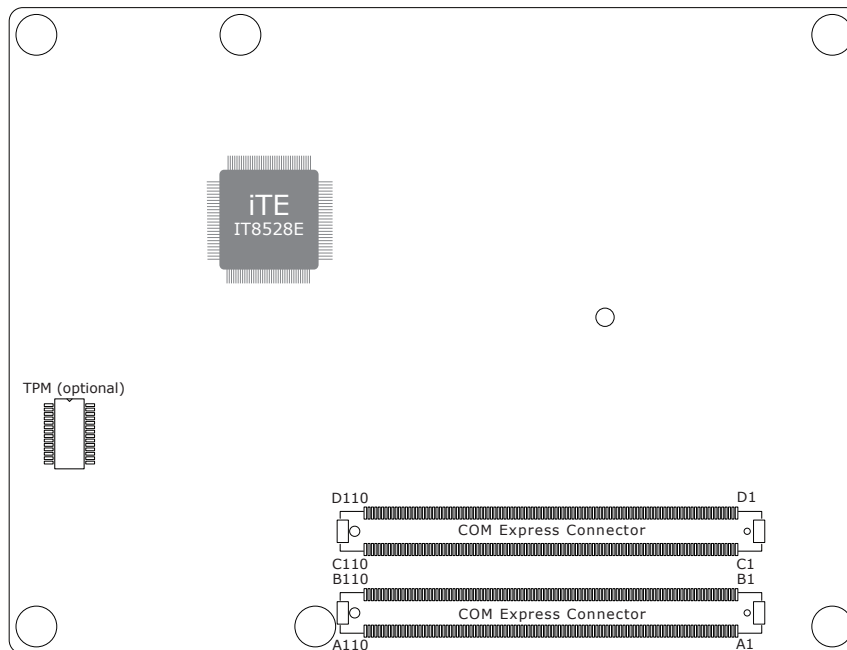 iTE
IT8528E
TPM (optional)
D110 D1
COM Express Connector
C110 C1
B110 B1
COM Express Connector
A110 A1